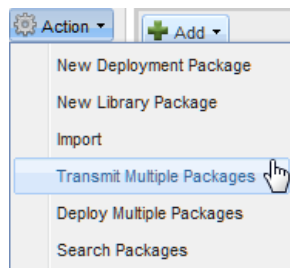 Action
Add
New Deployment Package
New Library Package
Import
Transmit Multiple Packages
Deploy Multiple Packages
Search Packages